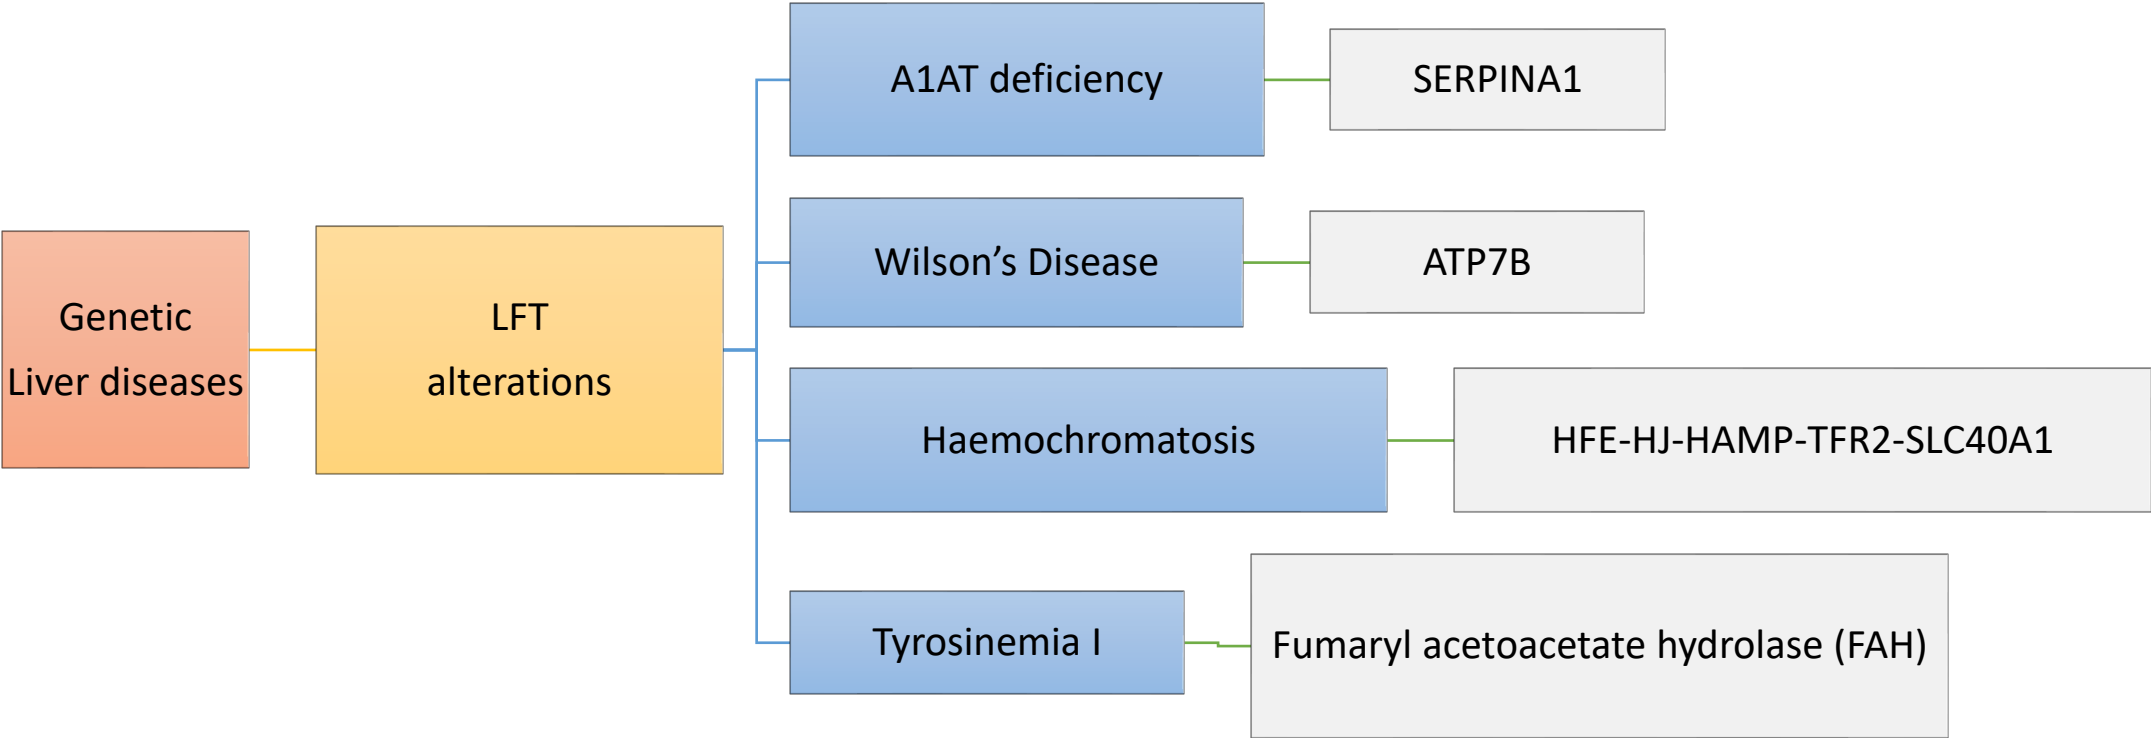 Genetic
Liver diseases
LFT
alterations
A1AT deficiency
SERPINA1
Wilson’s Disease
ATP7B
Haemochromatosis
HFE-HJ-HAMP-TFR2-SLC40A1
Tyrosinemia I
Fumaryl acetoacetate hydrolase (FAH)